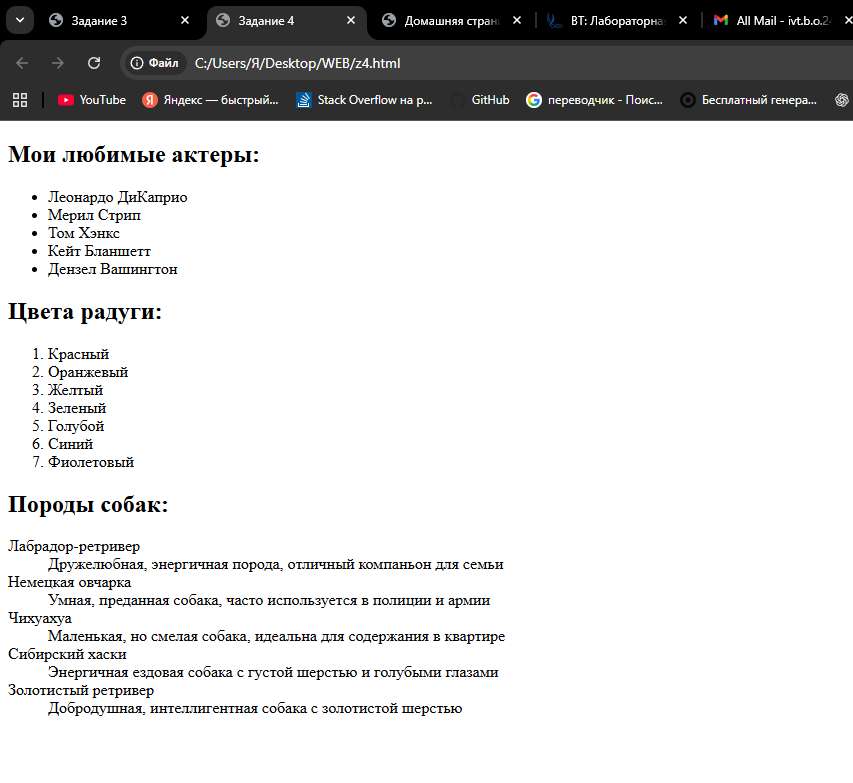 Задание 3
Задание 4
Домашняя стран
ВТ: Лабораторна
All Mail - ivt.b.o.2
Файл
C:/Users/Я/Desktop/WEB/z4.html
YouTube
Яндекс — быстрый...
Stack Overflow на р...
GitHub
переводчик - Поис...
Бесплатный генера...
Мои любимые актеры:
• Леонардо ДиКаприо
• Мерил Стрип
• Том Хэнкс
• Кейт Бланшетт
• Дензел Вашингтон
Цвета радуги:
1. Красный
2. Оранжевый
3. Желтый
4. Зеленый
5. Голубой
6. Синий
7. Фиолетовый
Породы собак:
Лабрадор-ретривер
Дружелюбная, энергичная порода, отличный компаньон для семьи
Немецкая овчарка
Умная, преданная собака, часто используется в полиции и армии
Чихуахуа
Маленькая, но смелая собака, идеальна для содержания в квартире
Сибирский хаски
Энергичная ездовая собака с густой шерстью и голубыми глазами
Золотистый ретривер
Добродушная, интеллигентная собака с золотистой шерстью